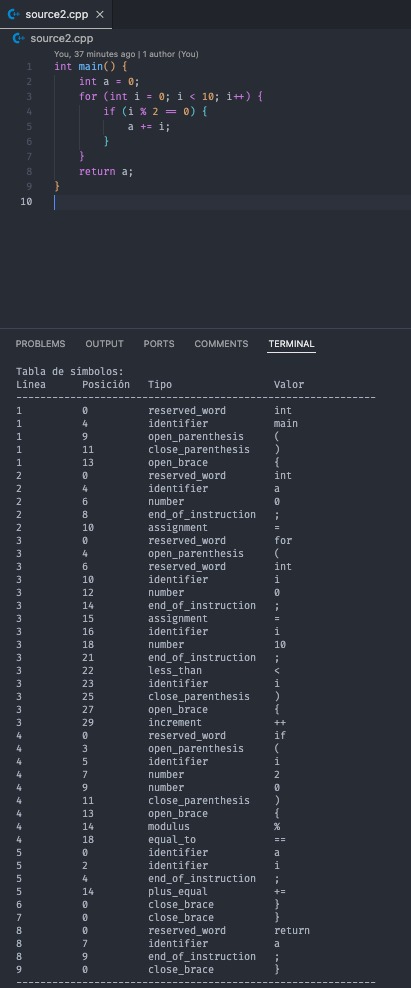 source2.cpp
source2.cpp
You, 37 minutes ago | 1 author (You)
1 int main() {
2 int a = 0;
3 for (int i = 0; i < 10; i++) {
4 if (i % 2 == 0) {
5 a += i;
6 }
7 }
8 return a;
9 }
10
PROBLEMS OUTPUT PORTS COMMENTS TERMINAL
Tabla de símbolos:
Línea Posición Tipo Valor
------------------------------------------------------------
1 0 reserved_word int
1 4 identifier main
1 9 open_parenthesis (
1 11 close_parenthesis )
1 13 open_brace {
2 0 reserved_word int
2 4 identifier a
2 6 number 0
2 8 end_of_instruction ;
2 10 assignment =
3 0 reserved_word for
3 4 open_parenthesis (
3 6 reserved_word int
3 10 identifier i
3 12 number 0
3 14 end_of_instruction ;
3 15 assignment =
3 16 identifier i
3 18 number 10
3 21 end_of_instruction ;
3 22 less_than <
3 23 identifier i
3 25 close_parenthesis )
3 27 open_brace {
3 29 increment ++
4 0 reserved_word if
4 3 open_parenthesis (
4 5 identifier i
4 7 number 2
4 9 number 0
4 11 close_parenthesis )
4 13 open_brace {
4 14 modulus %
4 18 equal_to ==
5 0 identifier a
5 2 identifier i
5 4 end_of_instruction ;
5 14 plus_equal +=
6 0 close_brace }
7 0 close_brace }
8 0 reserved_word return
8 7 identifier a
8 9 end_of_instruction ;
9 0 close_brace }
------------------------------------------------------------